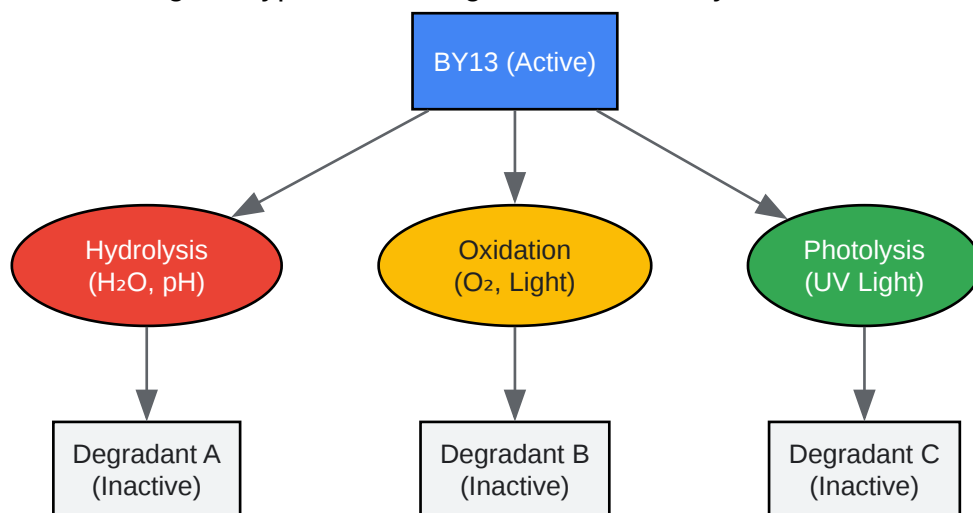 BY13 (Active)
Hydrolysis
(H₂O, pH)
Oxidation
(O₂, Light)
Photolysis
(UV Light)
Degradant A
(Inactive)
Degradant B
(Inactive)
Degradant C
(Inactive)